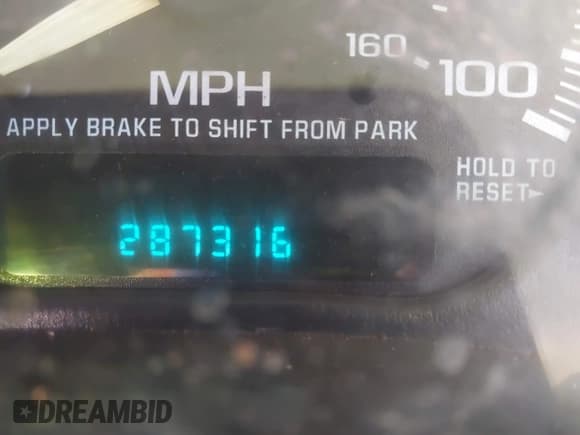 160
100
MPH
APPLY BRAKE TO SHIFT FROM PARK
HOLD TO
RESET
287316
DREAMBID